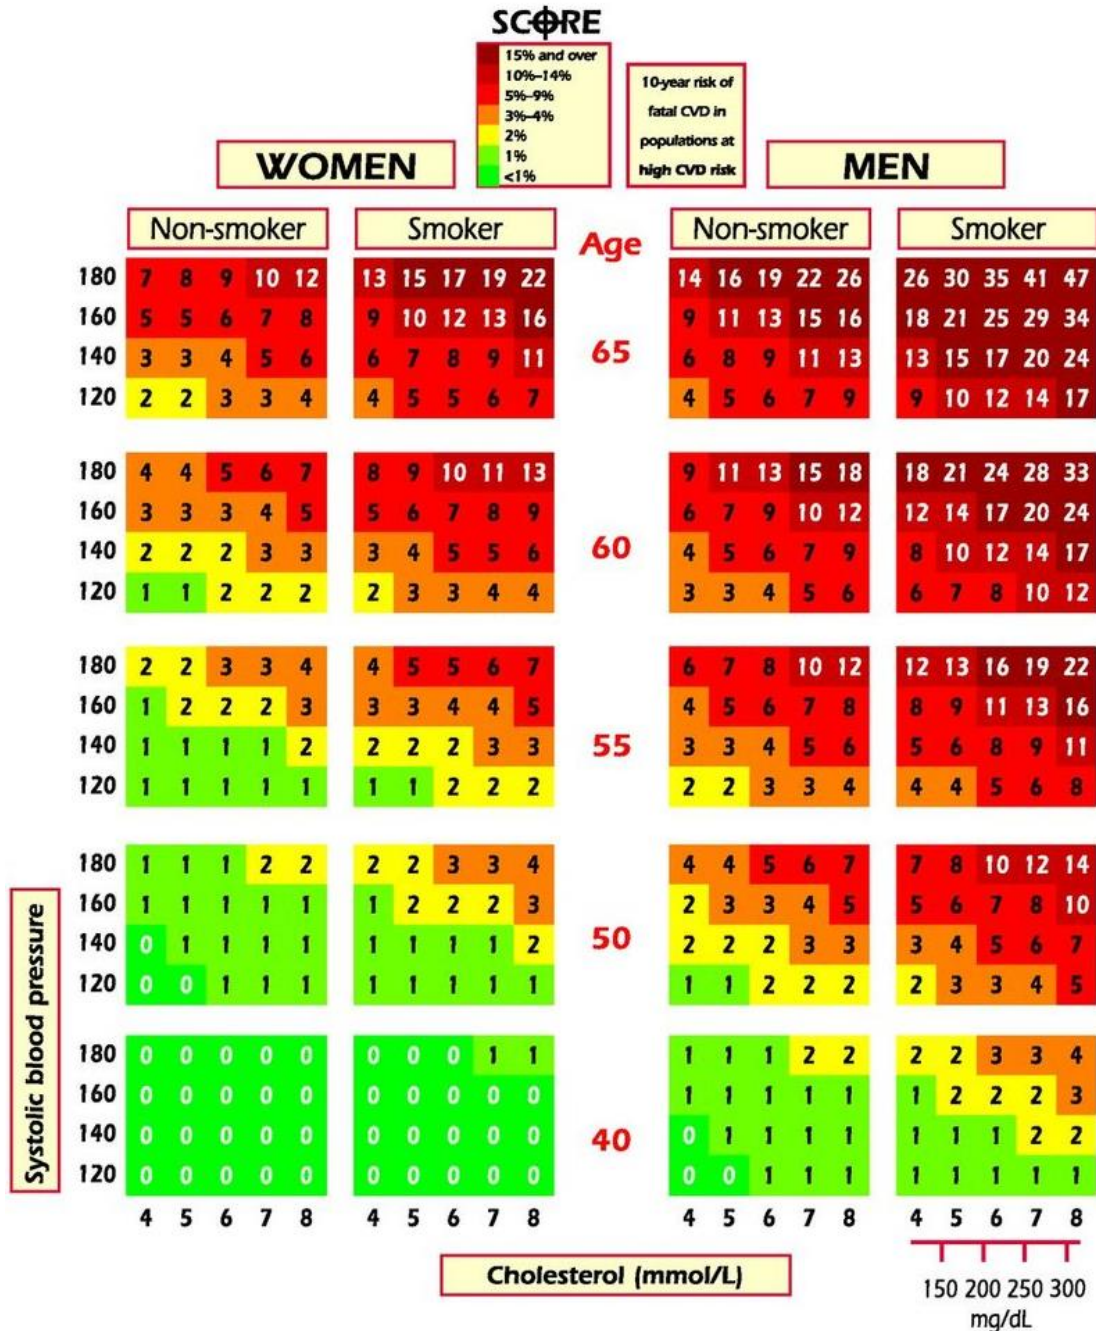 SCORE
15% and over
10%–14%
5%–9%
3%–4%
2%
1%
<1%
10-year risk of
fatal CVD in
populations at
high CVD risk
WOMEN
MEN
Non-smoker Smoker Age Non-smoker Smoker
180 7 8 9 10 12 13 15 17 19 22 14 16 19 22 26 26 30 35 41 47
160 5 5 6 7 8 9 10 12 13 16 9 11 13 15 16 18 21 25 29 34
65
140 3 3 4 5 6 6 7 8 9 11 6 8 9 11 13 13 15 17 20 24
120 2 2 3 3 4 4 5 5 6 7 4 5 6 7 9 9 10 12 14 17
180 4 4 5 6 7 8 9 10 11 13 9 11 13 15 18 18 21 24 28 33
160 3 3 3 4 5 5 6 7 8 9 6 7 9 10 12 12 14 17 20 24
60
140 2 2 2 3 3 3 4 5 5 6 4 5 6 7 9 8 10 12 14 17
120 1 1 2 2 2 2 3 3 4 4 3 3 4 5 6 6 7 8 10 12
180 2 2 3 3 4 4 5 5 6 7 6 7 8 10 12 12 13 16 19 22
160 1 2 2 2 3 3 3 4 4 5 4 5 6 7 8 8 9 11 13 16
55
140 1 1 1 1 2 2 2 2 3 3 3 3 4 5 6 5 6 8 9 11
120 1 1 1 1 1 1 1 2 2 2 2 2 3 3 4 4 4 5 6 8
180 1 1 1 2 2 2 2 3 3 4 4 4 5 6 7 7 8 10 12 14
160 1 1 1 1 1 1 2 2 2 3 2 3 3 4 5 5 6 7 8 10
50
140 0 1 1 1 1 1 1 1 1 2 2 2 2 3 3 3 4 5 6 7
120 0 0 1 1 1 1 1 1 1 1 1 1 2 2 2 2 3 3 4 5
180 0 0 0 0 0 0 0 0 1 1 1 1 1 2 2 2 2 3 3 4
160 0 0 0 0 0 0 0 0 0 0 1 1 1 1 1 1 2 2 2 3
40
140 0 0 0 0 0 0 0 0 0 0 0 1 1 1 1 1 1 1 2 2
120 0 0 0 0 0 0 0 0 0 0 0 0 1 1 1 1 1 1 1 1
Systolic blood pressure
4 5 6 7 8 4 5 6 7 8 4 5 6 7 8 4 5 6 7 8
Cholesterol (mmol/L)
150 200 250 300
mg/dL